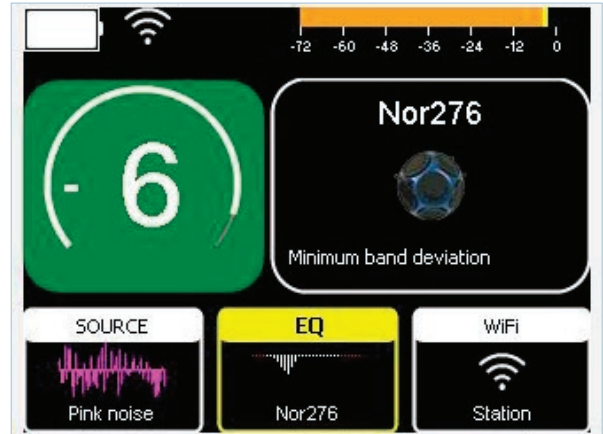 -72 -60 -48 -36 -24 -12 0
- 6
Nor276
Minimum band deviation
SOURCE
Pink noise
EQ
Nor276
WiFi
Station